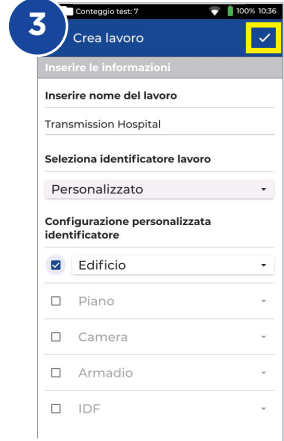 3
Conteggio test: 7
100% 10:36
Crea lavoro
Inserire le informazioni
Inserire nome del lavoro
Transmission Hospital
Seleziona identificatore lavoro
Personalizzato
Configurazione personalizzata
identificatore
Edificio
Piano
Camera
Armadio
IDF